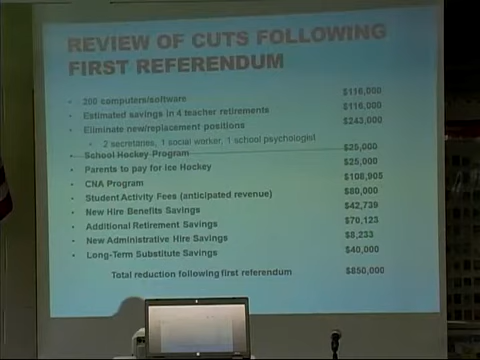 REVIEW OF CUTS FOLLOWING
FIRST REFERENDUM
• 200 computers/software $116,000
• Estimated savings in 4 teacher retirements $116,000
• Eliminate new/replacement positions $243,000
• 2 secretaries, 1 social worker, 1 school psychologist
• School Hockey Program $25,000
• Parents to pay for Ice Hockey $25,000
• CNA Program $108,905
• Student Activity Fees (anticipated revenue) $80,000
• New Hire Benefits Savings $42,739
• Additional Retirement Savings $70,123
• New Administrative Hire Savings $8,233
• Long-Term Substitute Savings $40,000
Total reduction following first referendum $850,000